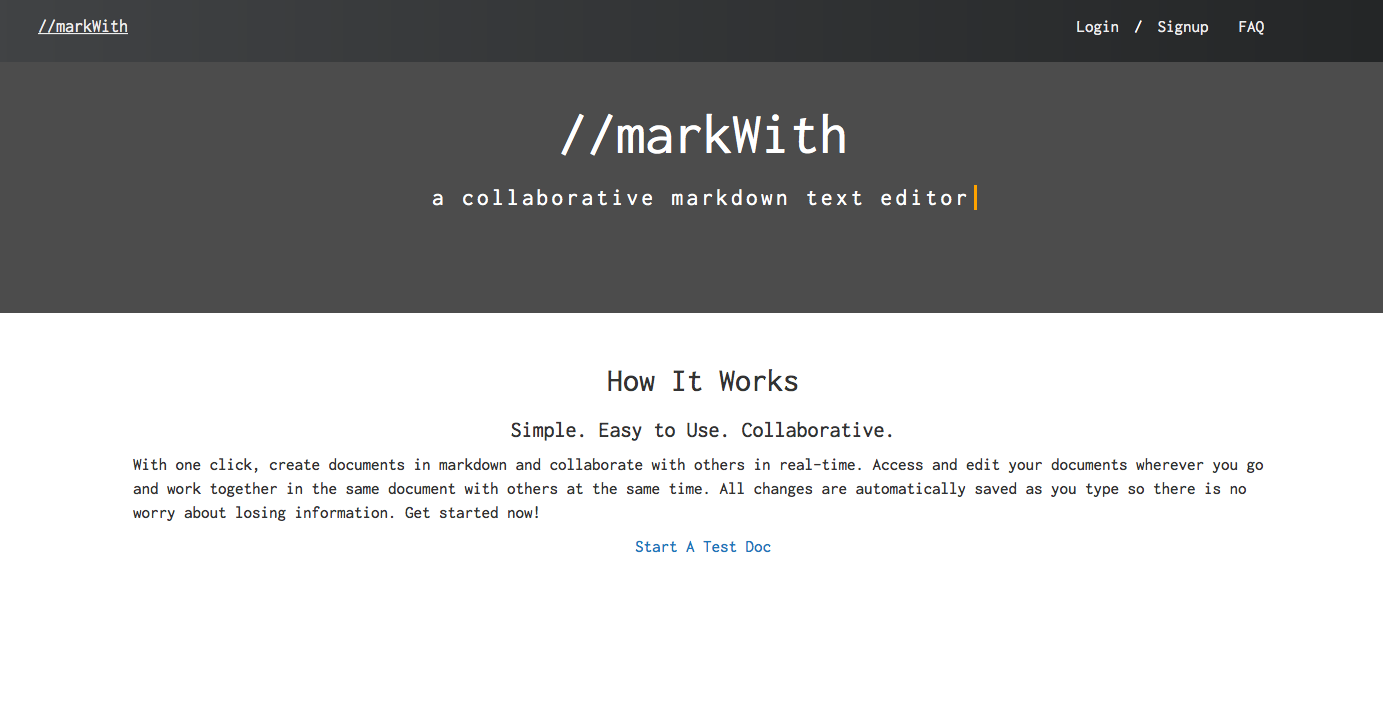 //markWith
Login / Signup FAQ
//markWith
a collaborative markdown text editor
How It Works
Simple. Easy to Use. Collaborative.
With one click, create documents in markdown and collaborate with others in real-time. Access and edit your documents wherever you go
and work together in the same document with others at the same time. All changes are automatically saved as you type so there is no
worry about losing information. Get started now!
Start A Test Doc